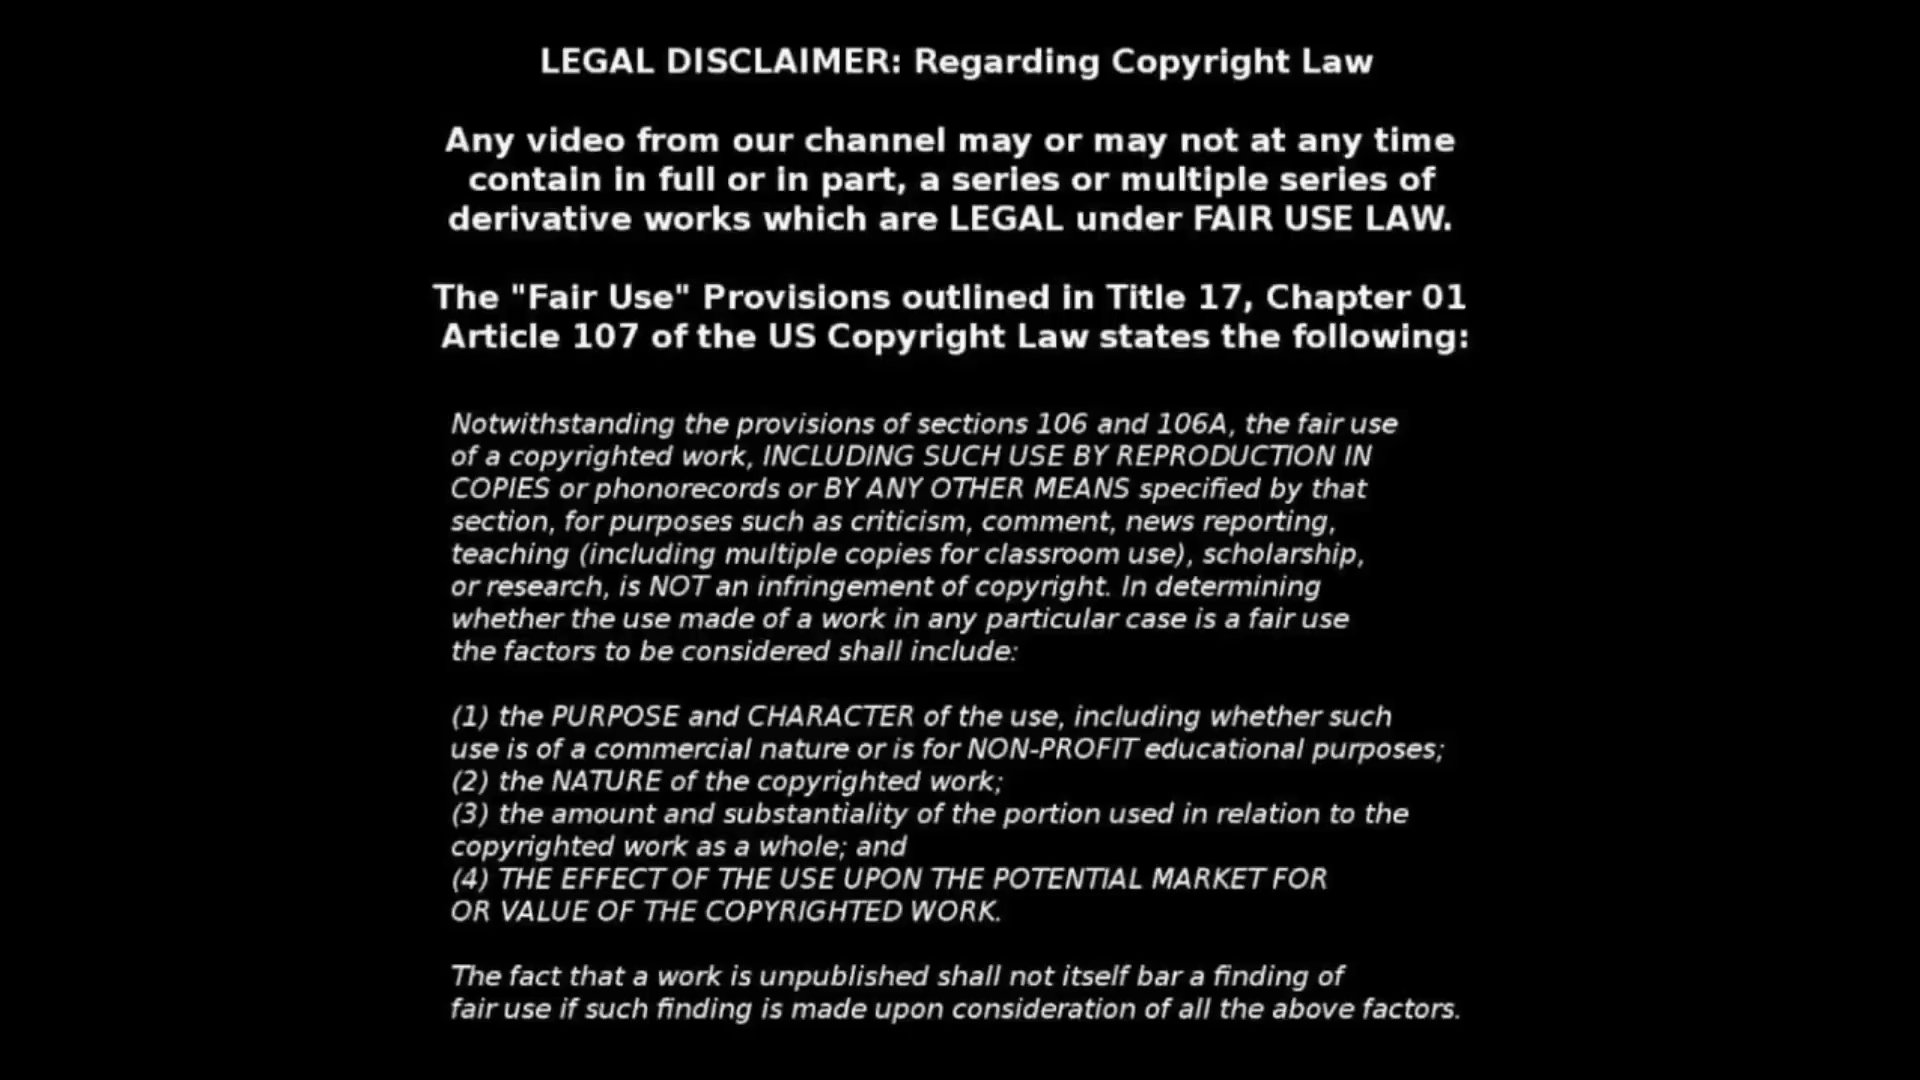 LEGAL DISCLAIMER: Regarding Copyright Law
Any video from our channel may or may not at any time
contain in full or in part, a series or multiple series of
derivative works which are LEGAL under FAIR USE LAW.
The "Fair Use" Provisions outlined in Title 17, Chapter 01
Article 107 of the US Copyright Law states the following:
Notwithstanding the provisions of sections 106 and 106A, the fair use
of a copyrighted work, INCLUDING SUCH USE BY REPRODUCTION IN
COPIES or phonorecords or BY ANY OTHER MEANS specified by that
section, for purposes such as criticism, comment, news reporting,
teaching (including multiple copies for classroom use), scholarship,
or research, is NOT an infringement of copyright. In determining
whether the use made of a work in any particular case is a fair use
the factors to be considered shall include:
(1) the PURPOSE and CHARACTER of the use, including whether such
use is of a commercial nature or is for NON-PROFIT educational purposes;
(2) the NATURE of the copyrighted work;
(3) the amount and substantiality of the portion used in relation to the
copyrighted work as a whole; and
(4) THE EFFECT OF THE USE UPON THE POTENTIAL MARKET FOR
OR VALUE OF THE COPYRIGHTED WORK.
The fact that a work is unpublished shall not itself bar a finding of
fair use if such finding is made upon consideration of all the above factors.